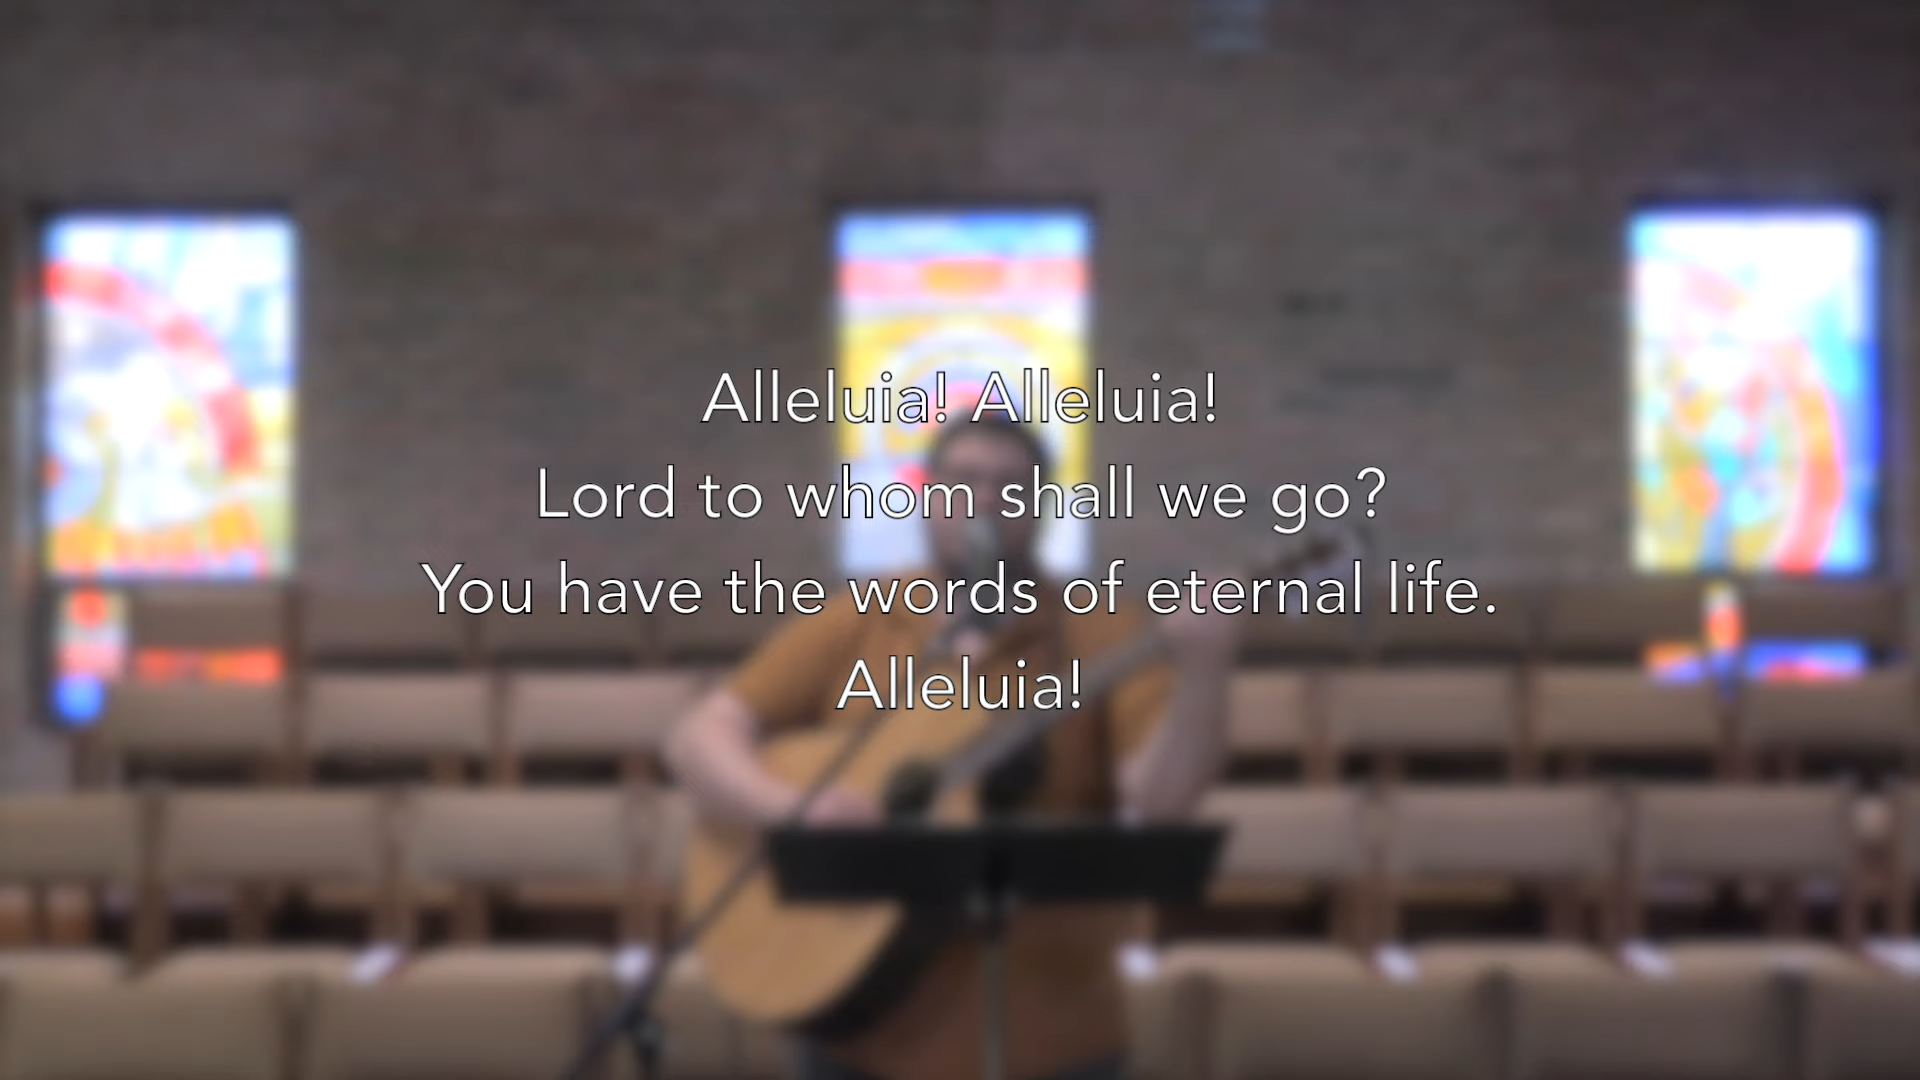 Alleluia! Alleluia!
Lord to whom shall we go?
You have the words of eternal life.
Alleluia!